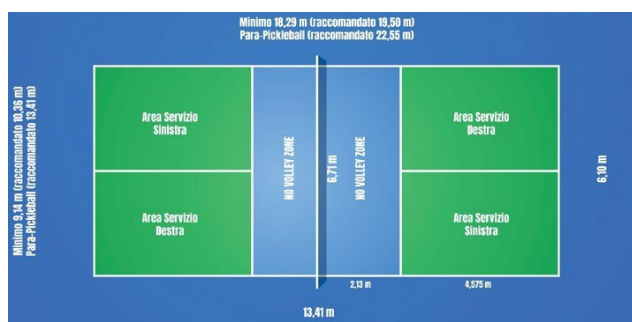 Minimo 18,29 m (raccomandato 19,50 m)
Para-Pickleball (raccomandato 22,55 m)
Minimo 9,14 m (raccomandato 10,36 m)
Para-Pickleball (raccomandato 13,41 m)
Area Servizio
Sinistra
Area Servizio
Destra
NO VOLLEY ZONE
6,71 m
NO VOLLEY ZONE
Area Servizio
Destra
Area Servizio
Sinistra
6,10 m
2,13 m
4,575 m
13,41 m